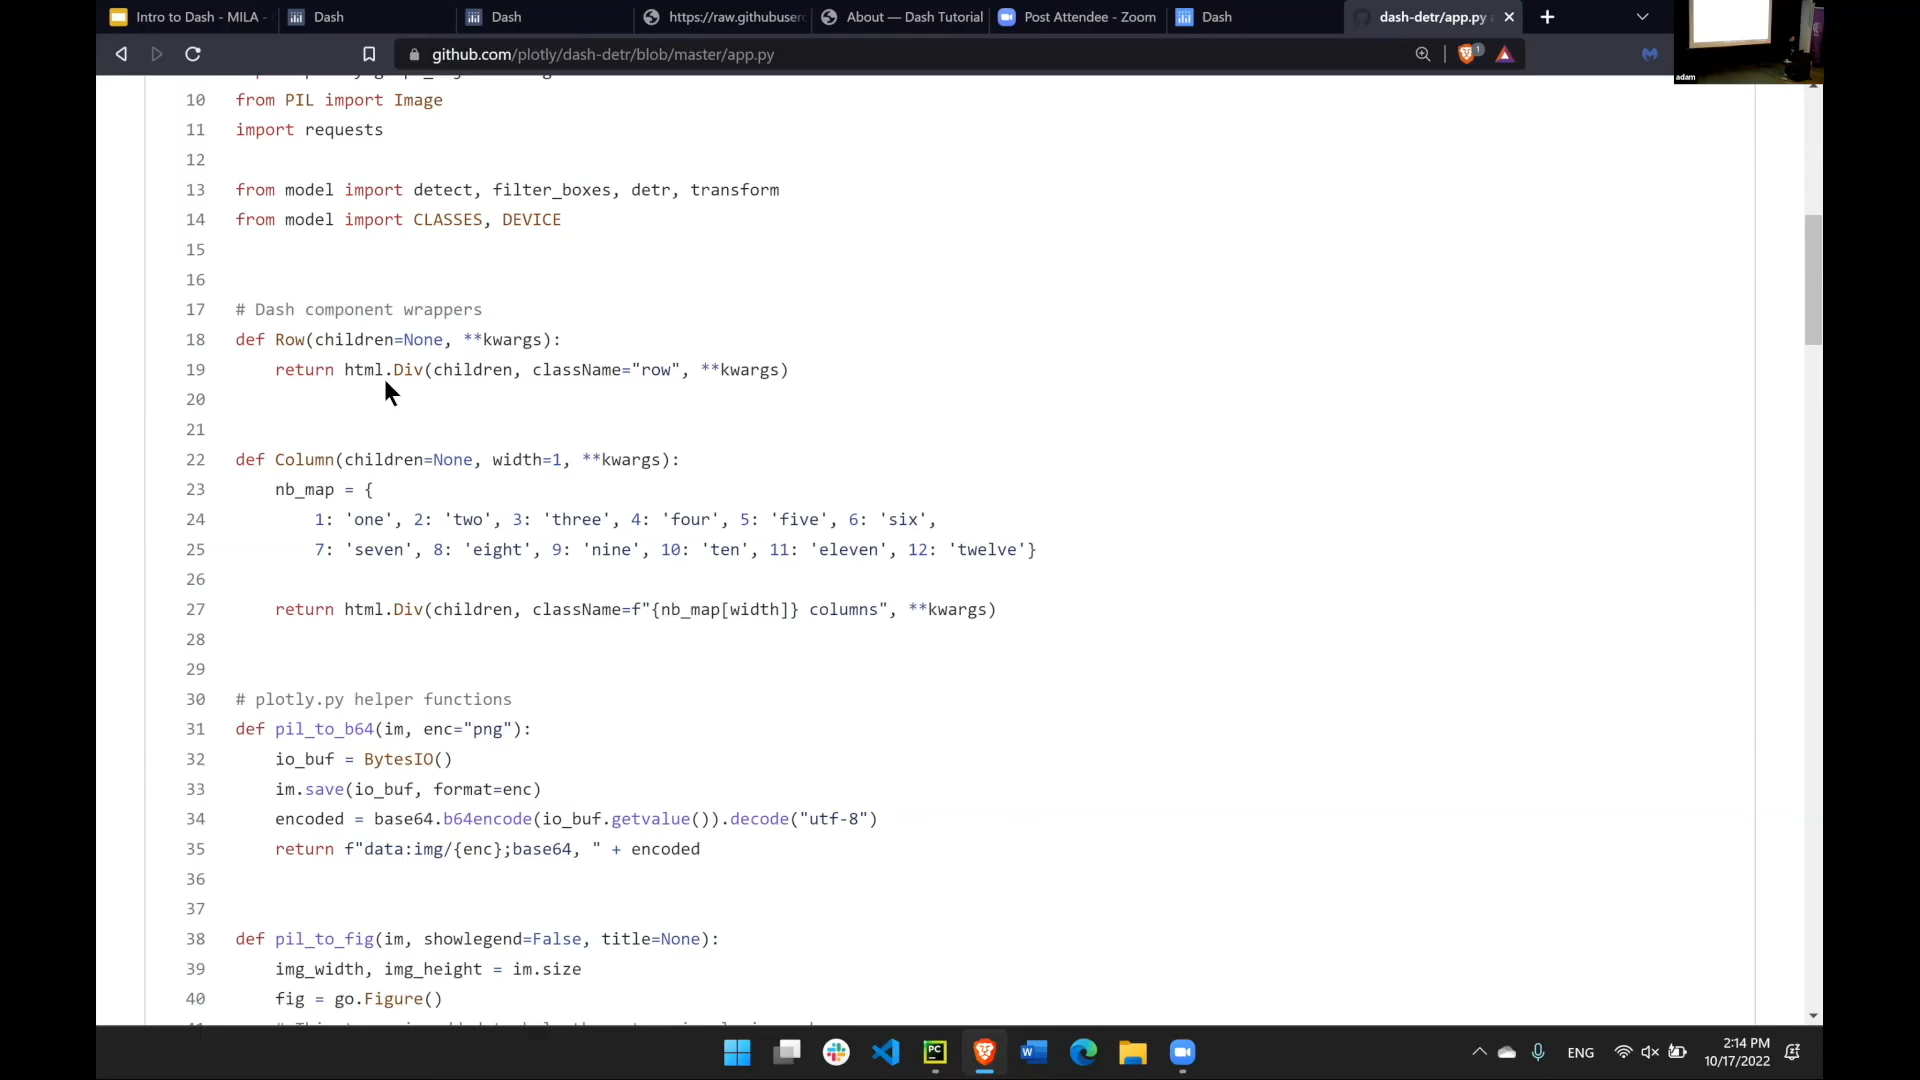 Intro to Dash - MILA -
Dash
Dash
https://raw.githubuserc
About — Dash Tutorial
Post Attendee - Zoom
Dash
dash-detr/app.py
github.com/plotly/dash-detr/blob/master/app.py
1
adam
10 from PIL import Image
11 import requests
12
13 from model import detect, filter_boxes, detr, transform
14 from model import CLASSES, DEVICE
15
16
17 # Dash component wrappers
18 def Row(children=None, **kwargs):
19 return html.Div(children, className="row", **kwargs)
20
21
22 def Column(children=None, width=1, **kwargs):
23 nb_map = {
24 1: 'one', 2: 'two', 3: 'three', 4: 'four', 5: 'five', 6: 'six',
25 7: 'seven', 8: 'eight', 9: 'nine', 10: 'ten', 11: 'eleven', 12: 'twelve'}
26
27 return html.Div(children, className=f"{nb_map[width]} columns", **kwargs)
28
29
30 # plotly.py helper functions
31 def pil_to_b64(im, enc="png"):
32 io_buf = BytesIO()
33 im.save(io_buf, format=enc)
34 encoded = base64.b64encode(io_buf.getvalue()).decode("utf-8")
35 return f"data:img/{enc};base64, " + encoded
36
37
38 def pil_to_fig(im, showlegend=False, title=None):
39 img_width, img_height = im.size
40 fig = go.Figure()
PC
W
ENG
2:14 PM
10/17/2022